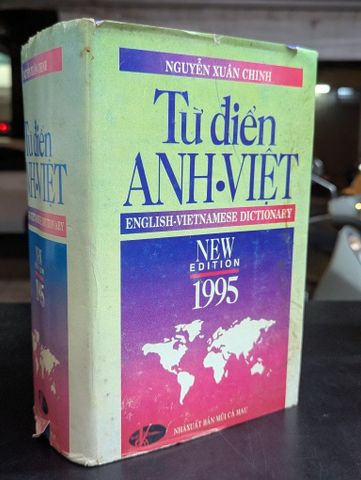 NGUYỄN XUÂN CHINH
Từ điển
ANH·VIỆT
ENGLISH-VIETNAMESE DICTIONARY
NEW
EDITION
1995
NHÀ XUẤT BẢN MŨI CÀ MAU
Từ điển
ANH·VIỆT
1995